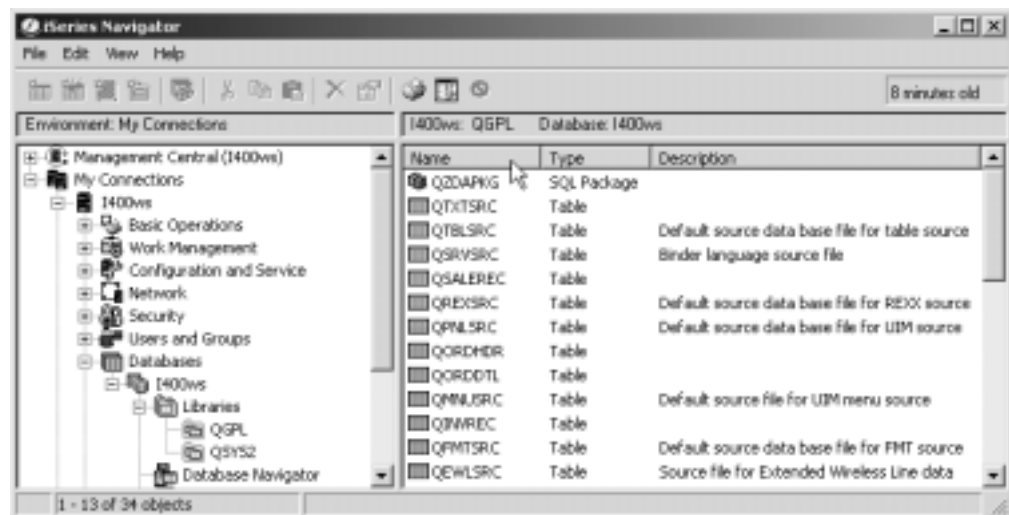 iSeries Navigator
File Edit View Help
8 minutes old
Environment: My Connections
I400ws: QGPL Database: I400ws
Management Central (I400ws)
My Connections
I400ws
Basic Operations
Work Management
Configuration and Service
Network
Security
Users and Groups
Databases
I400ws
Libraries
QGPL
QSYS2
Database Navigator
Name Type Description
QZDAPKG SQL Package
QTXTSRC Table
QTBLSRC Table Default source data base file for table source
QSRVSRC Table Binder language source file
QSALEREC Table
QREXSRC Table Default source data base file for REXX source
QPNLSRC Table Default source data base file for UIM source
QORDHDR Table
QORDDTL Table
QMNUSRC Table Default source file for UIM menu source
QINVREC Table
QFMTSRC Table Default source data base file for FMT source
QEWLSRC Table Source file for Extended Wireless Line data
1 - 13 of 34 objects